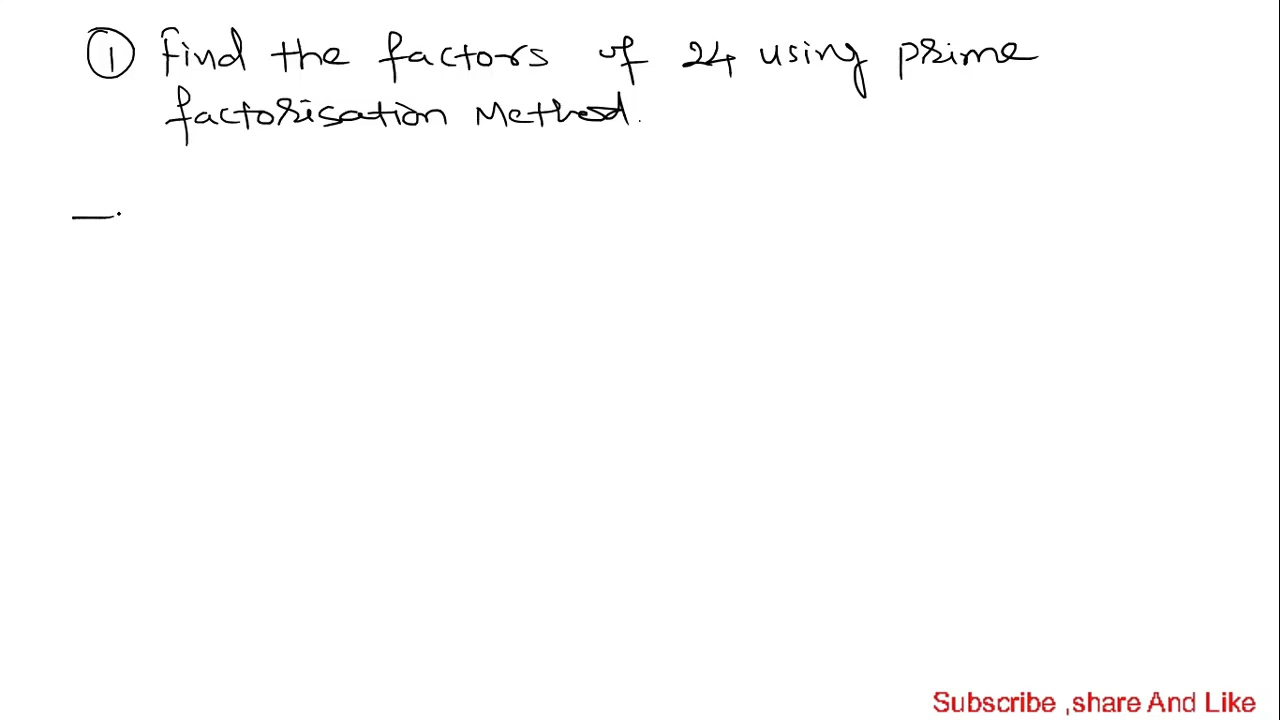 ① Find the factors of 24 using prime
factorisation Method.
Subscribe ,share And Like